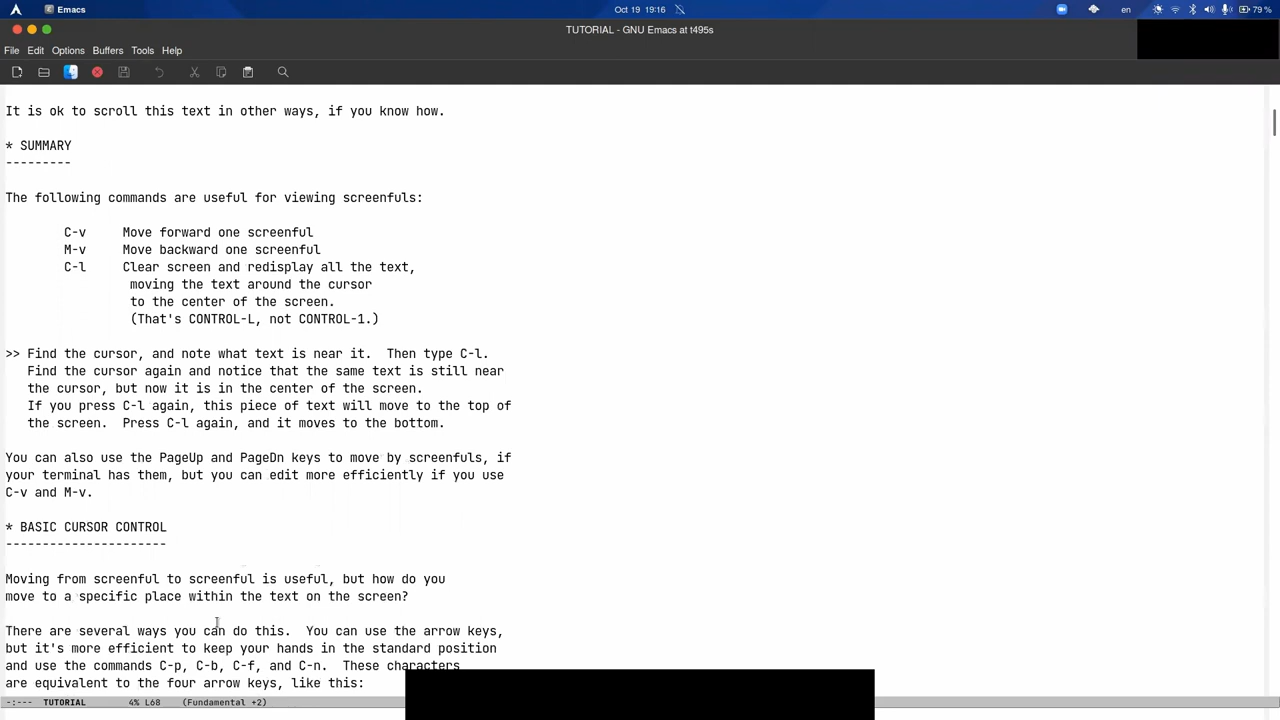 Emacs
Oct 19 19:16
en
79 %
TUTORIAL - GNU Emacs at t495s
File Edit Options Buffers Tools Help
It is ok to scroll this text in other ways, if you know how.
* SUMMARY
---------
The following commands are useful for viewing screenfuls:
C-v Move forward one screenful
M-v Move backward one screenful
C-l Clear screen and redisplay all the text,
moving the text around the cursor
to the center of the screen.
(That's CONTROL-L, not CONTROL-1.)
>> Find the cursor, and note what text is near it. Then type C-l.
Find the cursor again and notice that the same text is still near
the cursor, but now it is in the center of the screen.
If you press C-l again, this piece of text will move to the top of
the screen. Press C-l again, and it moves to the bottom.
You can also use the PageUp and PageDn keys to move by screenfuls, if
your terminal has them, but you can edit more efficiently if you use
C-v and M-v.
* BASIC CURSOR CONTROL
----------------------
Moving from screenful to screenful is useful, but how do you
move to a specific place within the text on the screen?
There are several ways you can do this. You can use the arrow keys,
but it's more efficient to keep your hands in the standard position
and use the commands C-p, C-b, C-f, and C-n. These characters
are equivalent to the four arrow keys, like this:
-:--- TUTORIAL 4% L68 (Fundamental +2)